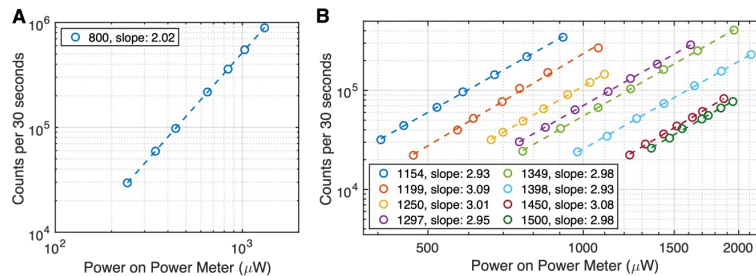 A
B
800, slope: 2.02
10^6
10^5
10^4
Counts per 30 seconds
10^2
10^3
Power on Power Meter (μW)
10^5
10^4
Counts per 30 seconds
1154, slope: 2.93
1199, slope: 3.09
1250, slope: 3.01
1297, slope: 2.95
1349, slope: 2.98
1398, slope: 2.93
1450, slope: 3.08
1500, slope: 2.98
500
1000
1500
2000
Power on Power Meter (μW)